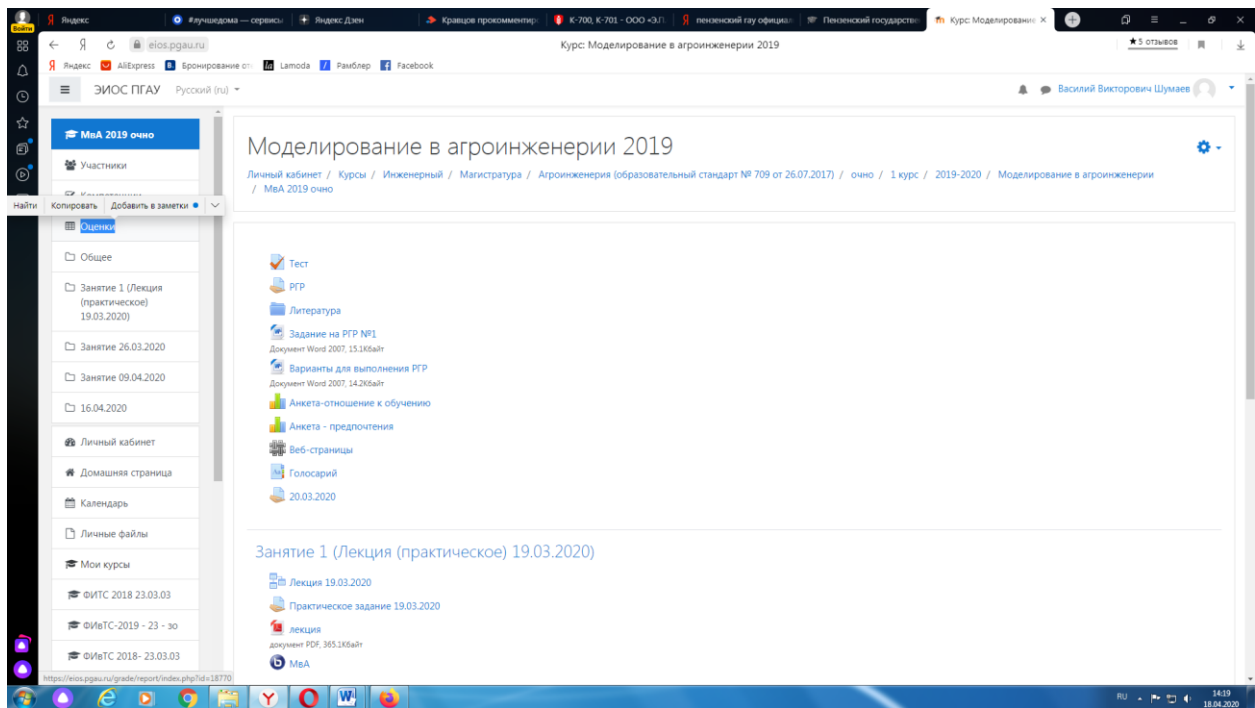 Яндекс
#лучшедома — сервисы
Яндекс Дзен
Кравцов прокомментир
К-700, К-701 - ООО «Э.П.
пензенский гау официал
Пензенский государстве
Курс: Моделирование
Войти
eios.pgau.ru
Курс: Моделирование в агроинженерии 2019
★ 5 отзывов
Яндекс
AliExpress
Бронирование от
Lamoda
Рамблер
Facebook
ЭИОС ПГАУ Русский (ru)
Василий Викторович Шумаев
МвА 2019 очно
Участники
Компетенции
Найти Копировать Добавить в заметки
Оценки
Общее
Занятие 1 (Лекция
(практическое)
19.03.2020)
Занятие 26.03.2020
Занятие 09.04.2020
16.04.2020
Личный кабинет
Домашняя страница
Календарь
Личные файлы
Мои курсы
ФИТС 2018 23.03.03
ФИвТС-2019 - 23 - зо
ФИвТС 2018- 23.03.03
https://eios.pgau.ru/grade/report/index.php?id=18770
Моделирование в агроинженерии 2019
Личный кабинет / Курсы / Инженерный / Магистратура / Агроинженерия (образовательный стандарт № 709 от 26.07.2017) / очно / 1 курс / 2019-2020 / Моделирование в агроинженерии
/ МвА 2019 очно
Тест
РГР
Литература
Задание на РГР №1
Документ Word 2007, 15.1Кбайт
Варианты для выполнения РГР
Документ Word 2007, 14.2Кбайт
Анкета-отношение к обучению
Анкета - предпочтения
Веб-страницы
Голосарий
20.03.2020
Занятие 1 (Лекция (практическое) 19.03.2020)
Лекция 19.03.2020
Практическое задание 19.03.2020
лекция
документ PDF, 365.1Кбайт
МвА
RU
14:19
18.04.2020